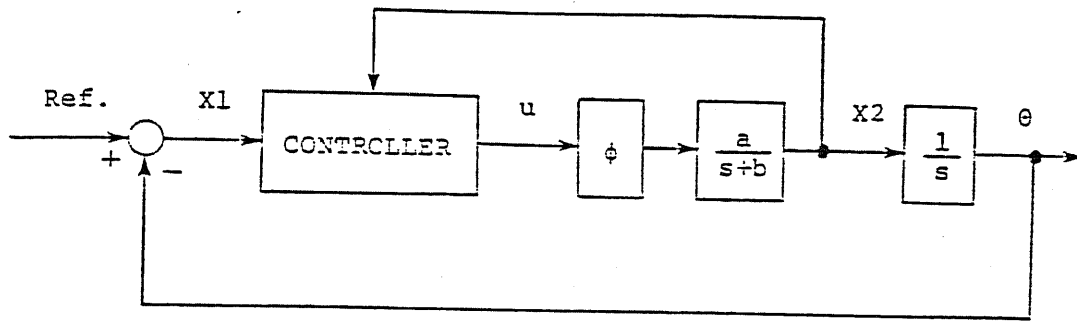 Ref.
+
−
X1
CONTRCLLER
u
ϕ
a
s÷b
X2
1
s
θ